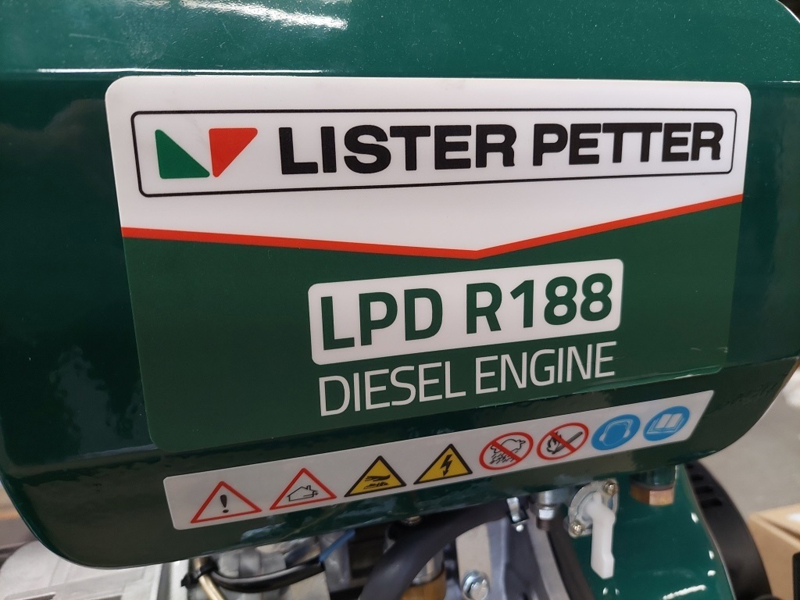 LISTER PETTER
LPD R188
DIESEL ENGINE